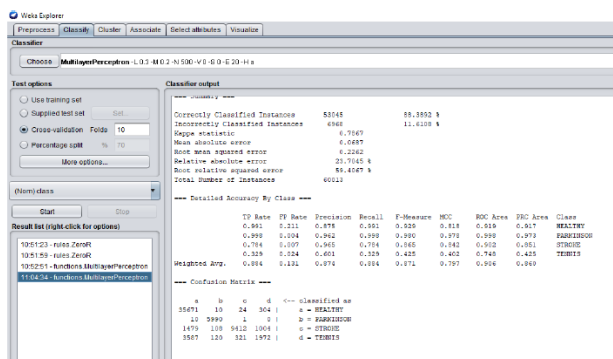 Weka Explorer
Preprocess Classify Cluster Associate Select attributes Visualize
Classifier
Choose MultilayerPerceptron -L 0.3 -M 0.2 -N 500 -V 0 -S 0 -E 20 -H a
Test options
Use training set
Supplied test set Set...
Cross-validation Folds 10
Percentage split % 70
More options...
(Nom) class
Start Stop
Result list (right-click for options)
10:51:23 - rules.ZeroR
10:51:59 - rules.ZeroR
10:52:51 - functions.MultilayerPerceptron
11:04:34 - functions.MultilayerPerceptron
Classifier output
=== Summary ===
Correctly Classified Instances 53045 88.3892 %
Incorrectly Classified Instances 6968 11.6108 %
Kappa statistic 0.7867
Mean absolute error 0.0687
Root mean squared error 0.2262
Relative absolute error 23.7045 %
Root relative squared error 59.4067 %
Total Number of Instances 60013
=== Detailed Accuracy By Class ===
TP Rate FP Rate Precision Recall F-Measure MCC ROC Area PRC Area Class
0.991 0.211 0.875 0.991 0.929 0.818 0.919 0.917 HEALTHY
0.998 0.004 0.962 0.998 0.980 0.978 0.998 0.973 PARKINSON
0.784 0.007 0.965 0.784 0.865 0.842 0.902 0.851 STROKE
0.329 0.024 0.601 0.329 0.425 0.402 0.748 0.425 TENNIS
Weighted Avg. 0.884 0.131 0.874 0.884 0.871 0.797 0.906 0.860
=== Confusion Matrix ===
a b c d <-- classified as
35671 10 24 304 | a = HEALTHY
10 5990 1 0 | b = PARKINSON
1479 108 9412 1004 | c = STROKE
3587 120 321 1972 | d = TENNIS